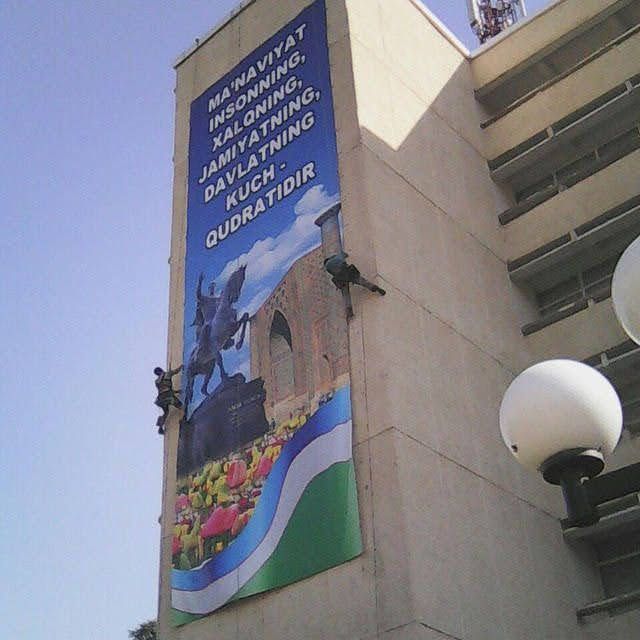 MA'NAVIYAT
INSONNING,
XALQNING,
JAMIYATNING,
DAVLATNING
KUCH -
QUDRATIDIR